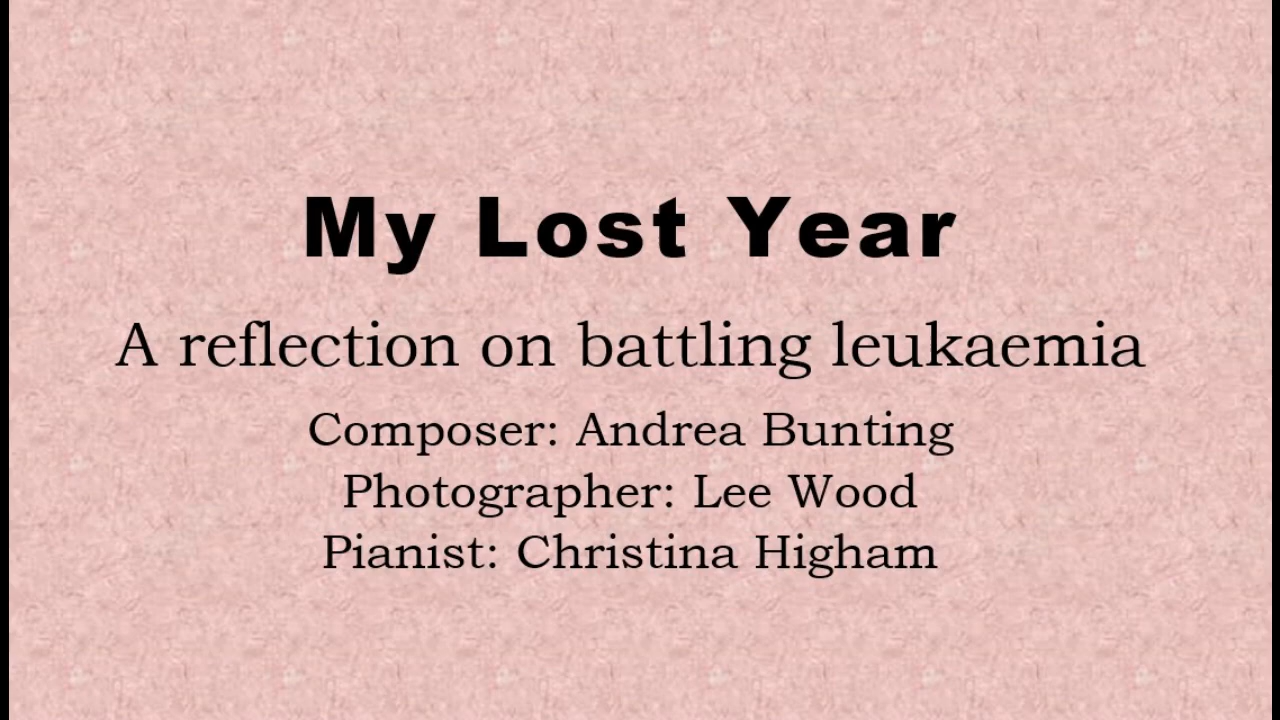 My Lost Year
A reflection on battling leukaemia
Composer: Andrea Bunting
Photographer: Lee Wood
Pianist: Christina Higham